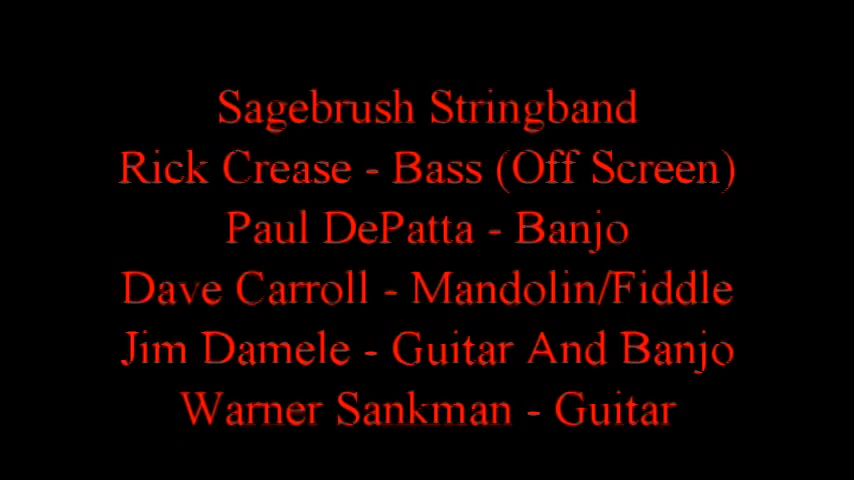 Sagebrush Stringband
Rick Crease - Bass (Off Screen)
Paul DePatta - Banjo
Dave Carroll - Mandolin/Fiddle
Jim Damele - Guitar And Banjo
Warner Sankman - Guitar